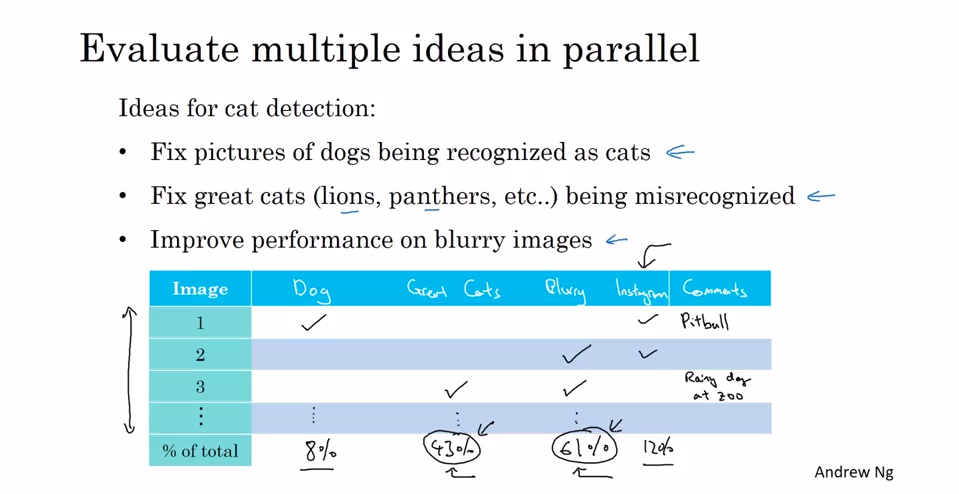 Evaluate multiple ideas in parallel
Ideas for cat detection:
• Fix pictures of dogs being recognized as cats
• Fix great cats (lions, panthers, etc..) being misrecognized
• Improve performance on blurry images
Image Dog Great Cats Blurry Instagram Comments
1 ✓ ✓ Pitbull
2 ✓ ✓
3 ✓ ✓ Rainy day
at zoo
⋮ ⋮ ⋮ ⋮
% of total 8% 43% 61% 12%
Andrew Ng